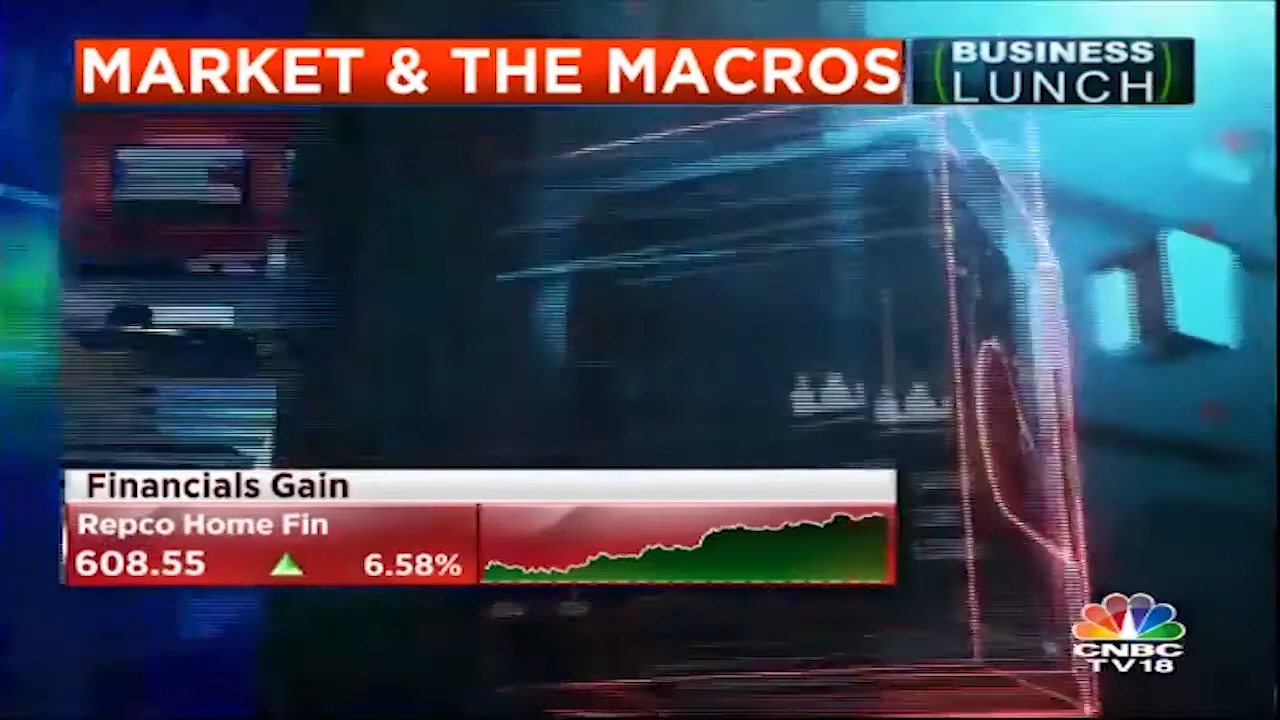 MARKET & THE MACROS
BUSINESS
LUNCH
Financials Gain
Repco Home Fin
608.55 6.58%
CNBC
TV18